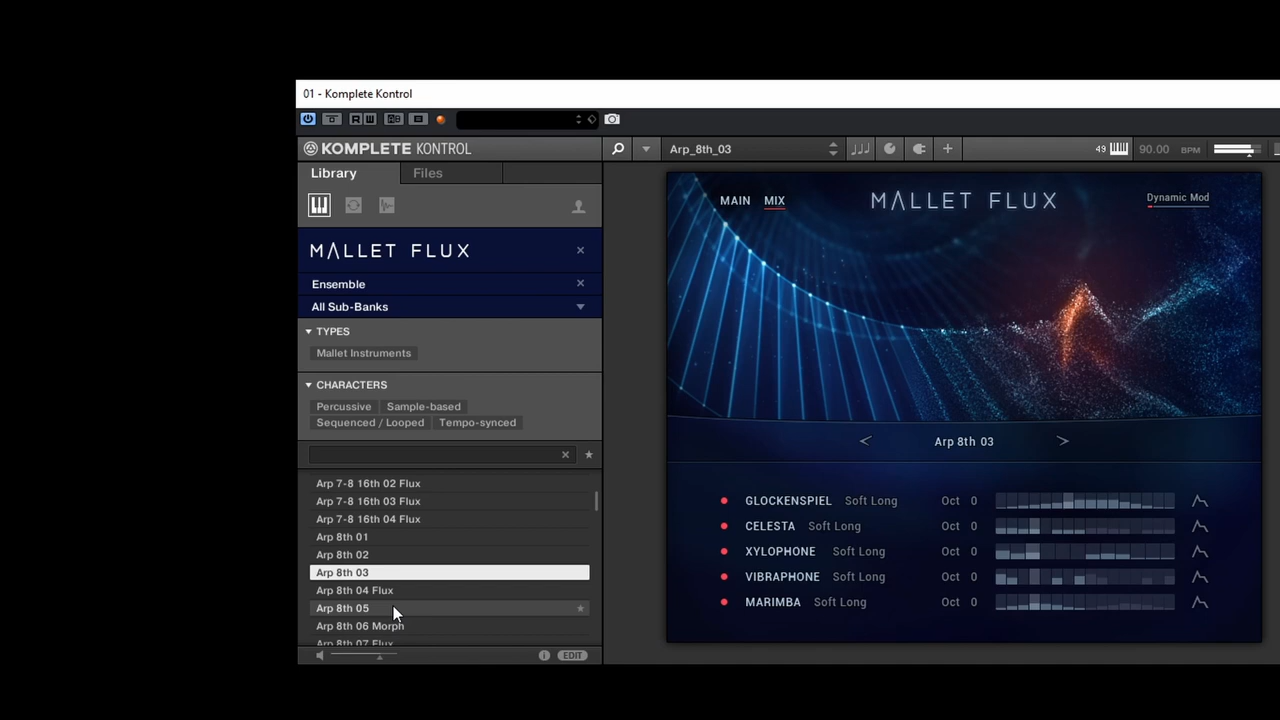 01 - Komplete Kontrol
R W
KOMPLETE KONTROL
Arp_8th_03
49
90.00 BPM
Library
Files
MALLET FLUX
Ensemble
All Sub-Banks
TYPES
Mallet Instruments
CHARACTERS
Percussive
Sample-based
Sequenced / Looped
Tempo-synced
Arp 7-8 16th 02 Flux
Arp 7-8 16th 03 Flux
Arp 7-8 16th 04 Flux
Arp 8th 01
Arp 8th 02
Arp 8th 03
Arp 8th 04 Flux
Arp 8th 05
Arp 8th 06 Morph
Arp 8th 07 Flux
EDIT
MAIN MIX
MALLET FLUX
Dynamic Mod
Arp 8th 03
GLOCKENSPIEL Soft Long Oct 0
CELESTA Soft Long Oct 0
XYLOPHONE Soft Long Oct 0
VIBRAPHONE Soft Long Oct 0
MARIMBA Soft Long Oct 0